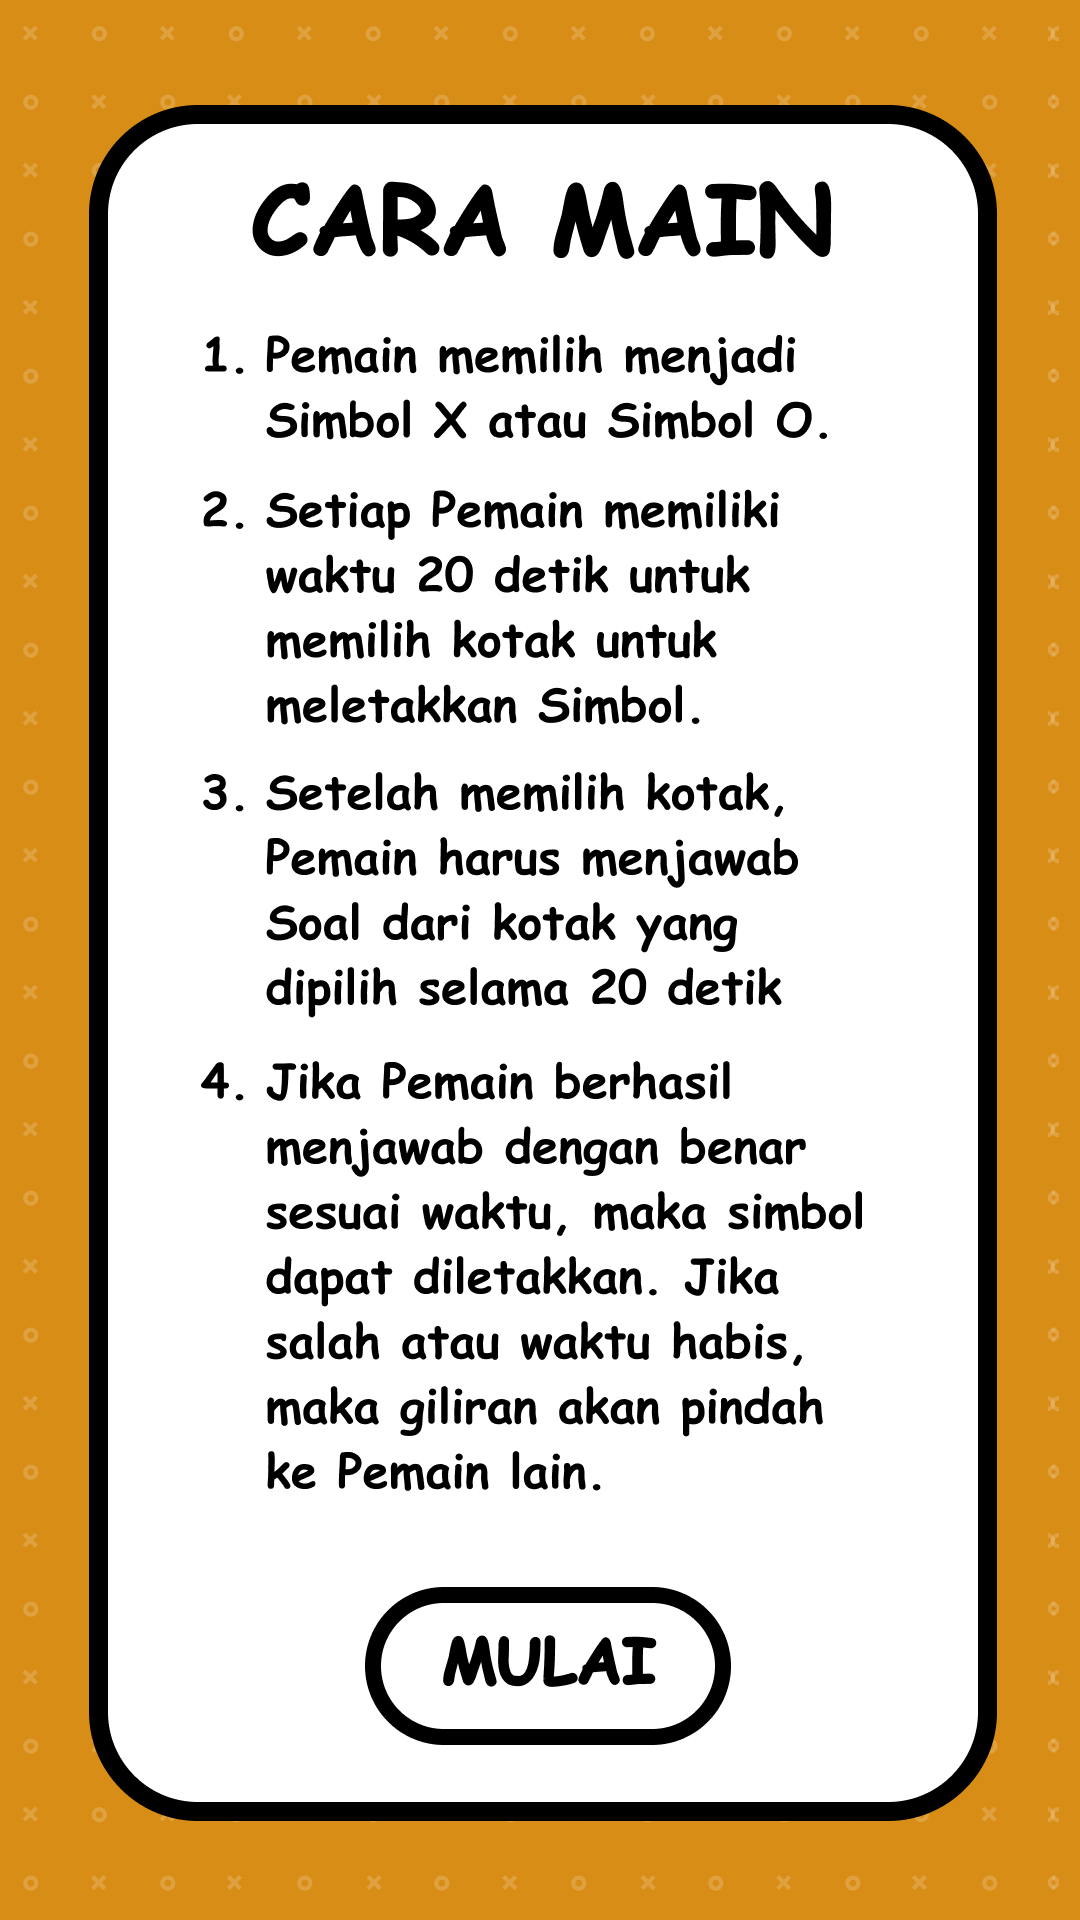 CARA MAIN
1. Pemain memilih menjadi
Simbol X atau Simbol O.
2. Setiap Pemain memiliki
waktu 20 detik untuk
memilih kotak untuk
meletakkan Simbol.
3. Setelah memilih kotak,
Pemain harus menjawab
Soal dari kotak yang
dipilih selama 20 detik
4. Jika Pemain berhasil
menjawab dengan benar
sesuai waktu, maka simbol
dapat diletakkan. Jika
salah atau waktu habis,
maka giliran akan pindah
ke Pemain lain.
MULAI